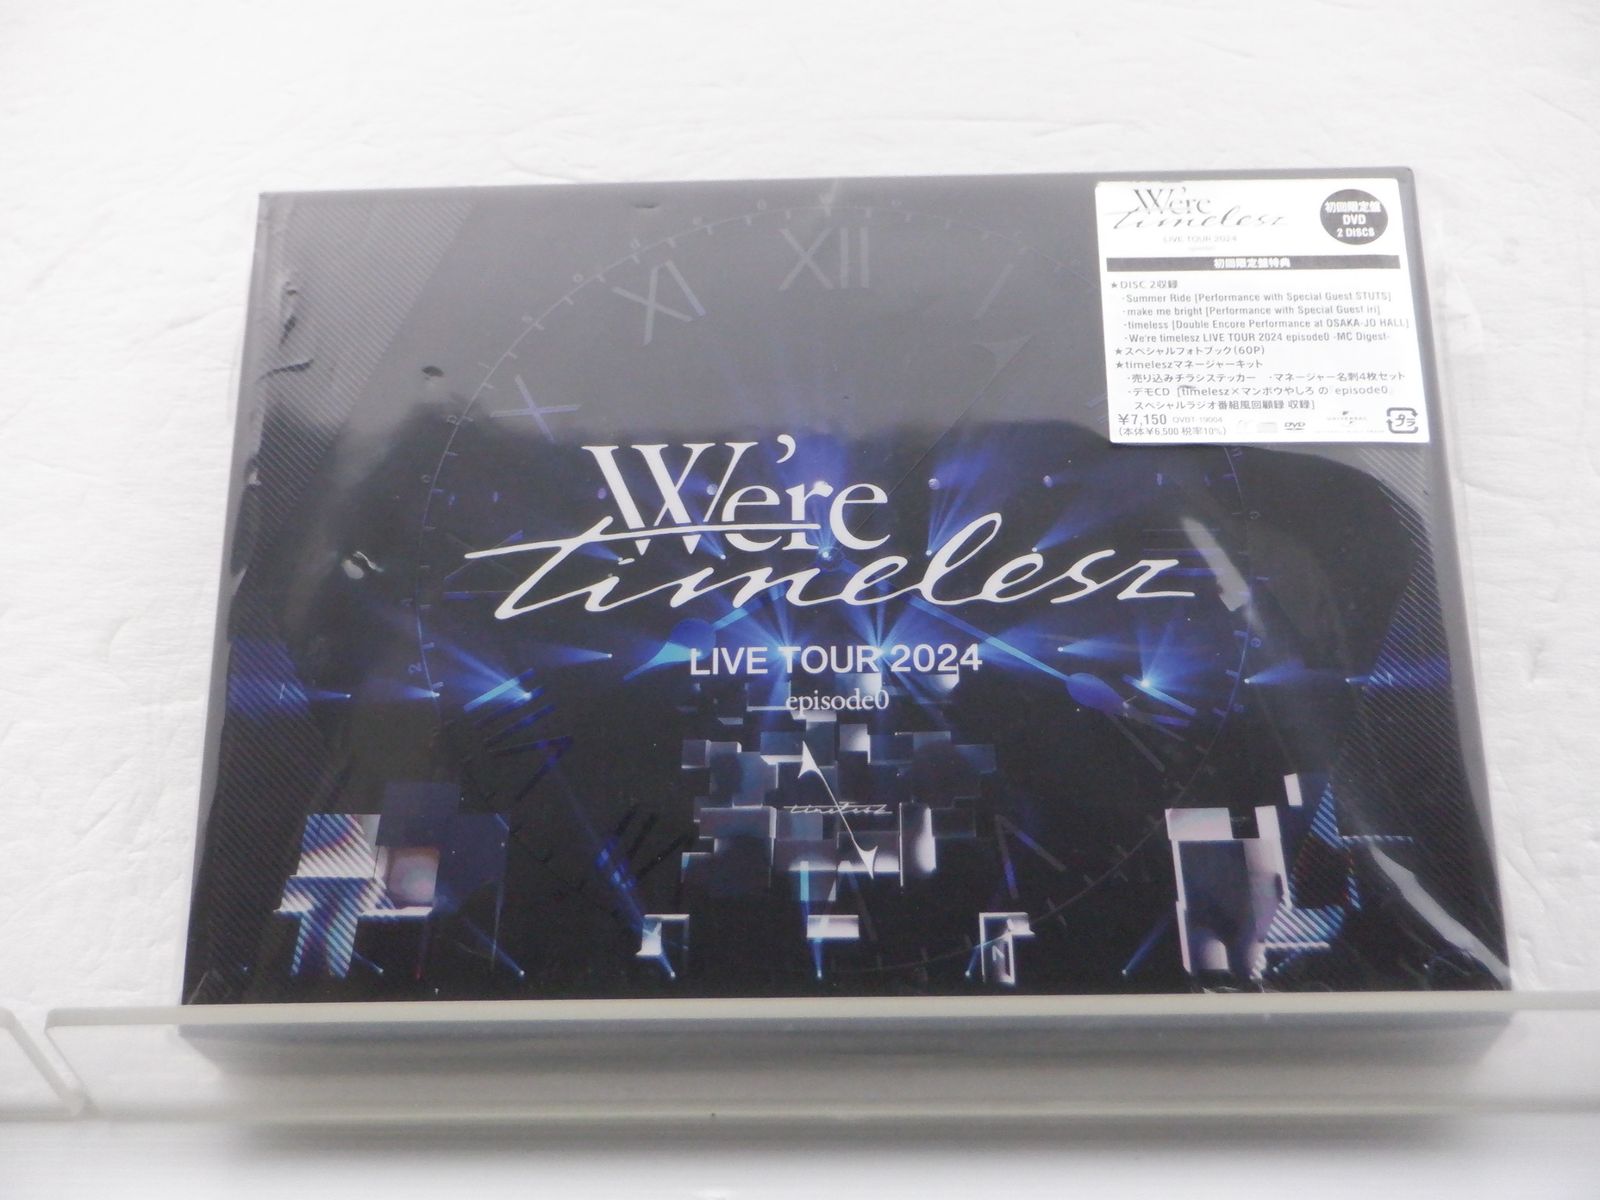 We're
timelesz
LIVE TOUR 2024
初回限定盤
DVD
2 DISCS
初回限定盤特典
★DISC 2収録
・Summer Ride [Performance with Special Guest STUTS]
・make me bright [Performance with Special Guest iri]
・timeless [Double Encore Performance at OSAKA-JO HALL]
・We're timelesz LIVE TOUR 2024 episode0 -MC Digest-
★スペシャルフォトブック(60P)
★timeleszマネージャーキット
・売り込みチラシステッカー ・マネージャー名刺4枚セット
・デモCD [timelesz×マンボウやしろ の episode0
スペシャルラジオ番組風回顧録 収録]
¥7,150
(本体¥6,500 税率10%)
DVD
プラ
XII
XI
X
I
We're
timelesz
LIVE TOUR 2024
episode0
timelesz